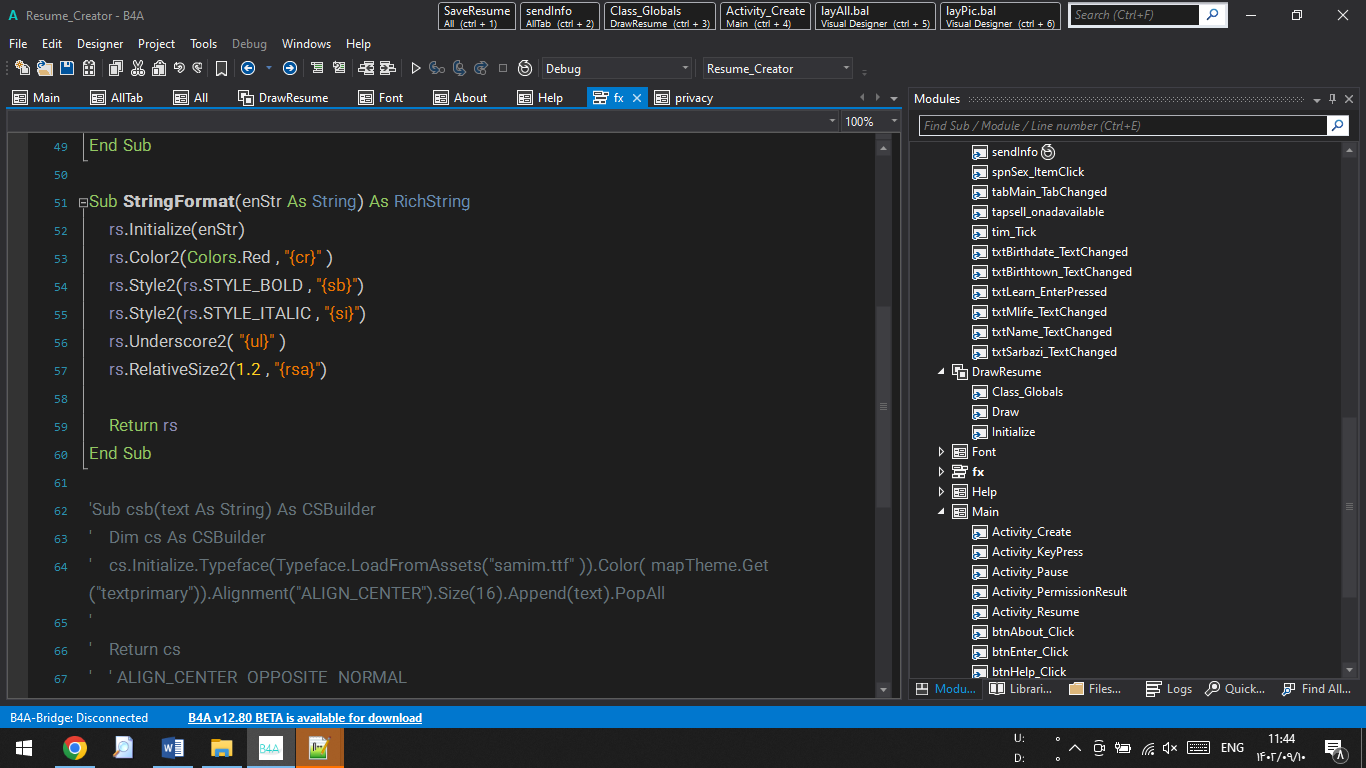 Resume_Creator - B4A
SaveResume
All (ctrl + 1)
sendInfo
AllTab (ctrl + 2)
Class_Globals
DrawResume (ctrl + 3)
Activity_Create
Main (ctrl + 4)
layAll.bal
Visual Designer (ctrl + 5)
layPic.bal
Visual Designer (ctrl + 6)
Search (Ctrl+F)
File Edit Designer Project Tools Debug Windows Help
Debug Resume_Creator
Main AllTab All DrawResume Font About Help fx privacy
100%
49 End Sub
50
51 Sub StringFormat(enStr As String) As RichString
52 rs.Initialize(enStr)
53 rs.Color2(Colors.Red , "{cr}" )
54 rs.Style2(rs.STYLE_BOLD , "{sb}")
55 rs.Style2(rs.STYLE_ITALIC , "{si}")
56 rs.Underscore2( "{ul}" )
57 rs.RelativeSize2(1.2 , "{rsa}")
58
59 Return rs
60 End Sub
61
62 'Sub csb(text As String) As CSBuilder
63 ' Dim cs As CSBuilder
64 ' cs.Initialize.Typeface(Typeface.LoadFromAssets("samim.ttf" )).Color( mapTheme.Get
("textprimary")).Alignment("ALIGN_CENTER").Size(16).Append(text).PopAll
65 '
66 ' Return cs
67 ' ' ALIGN_CENTER OPPOSITE NORMAL
Modules
Find Sub / Module / Line number (Ctrl+E)
sendInfo
spnSex_ItemClick
tabMain_TabChanged
tapsell_onadavailable
tim_Tick
txtBirthdate_TextChanged
txtBirthtown_TextChanged
txtLearn_EnterPressed
txtMlife_TextChanged
txtName_TextChanged
txtSarbazi_TextChanged
DrawResume
Class_Globals
Draw
Initialize
Font
fx
Help
Main
Activity_Create
Activity_KeyPress
Activity_Pause
Activity_PermissionResult
Activity_Resume
btnAbout_Click
btnEnter_Click
btnHelp_Click
Modu... Librari... Files... Logs Quick... Find All...
B4A-Bridge: Disconnected B4A v12.80 BETA is available for download
B4A
U: °
D: °
ENG
11:44
۱۴۰۲/۰۹/۱۰
۸